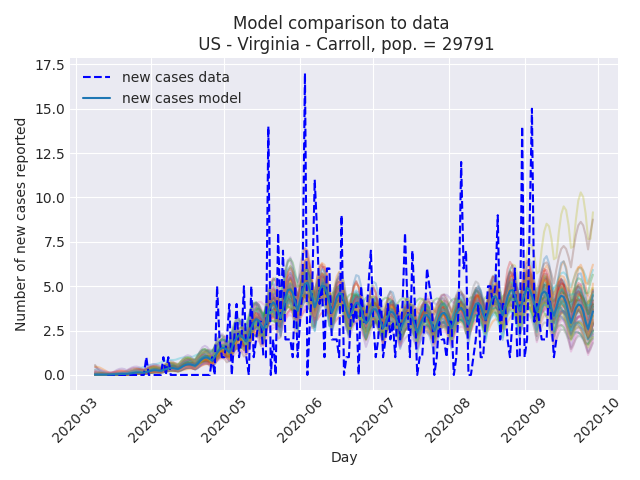 Model comparison to data
US - Virginia - Carroll, pop. = 29791
17.5
15.0
12.5
10.0
7.5
5.0
2.5
0.0
Number of new cases reported
new cases data
new cases model
2020-03
2020-04
2020-05
2020-06
2020-07
2020-08
2020-09
2020-10
Day